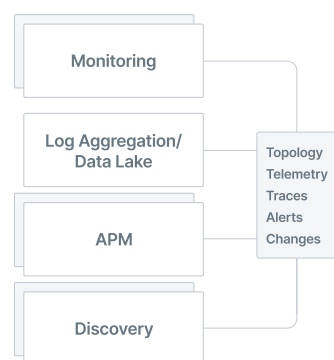 Monitoring
Log Aggregation/
Data Lake
APM
Discovery
Topology
Telemetry
Traces
Alerts
Changes